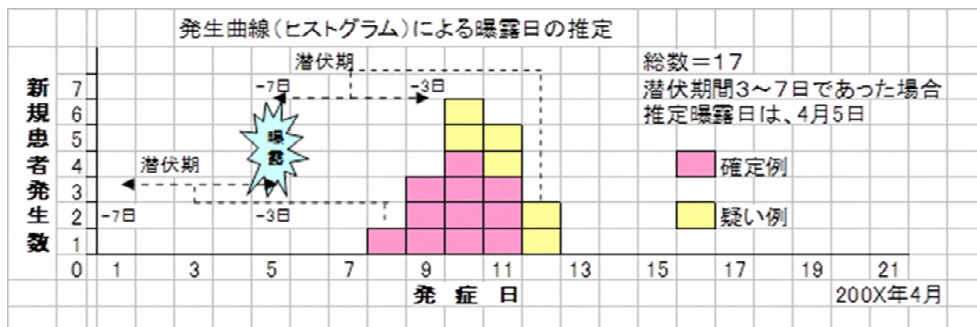 発生曲線（ヒストグラム）による曝露日の推定
潜伏期
総数＝17
-7日
-3日
潜伏期間3～7日であった場合
推定曝露日は、4月5日
新規患者発生数
7
6
5
4
3
2
1
0
曝露
潜伏期
-7日
-3日
確定例
疑い例
1 3 5 7 9 11 13 15 17 19 21
発症日
200X年4月